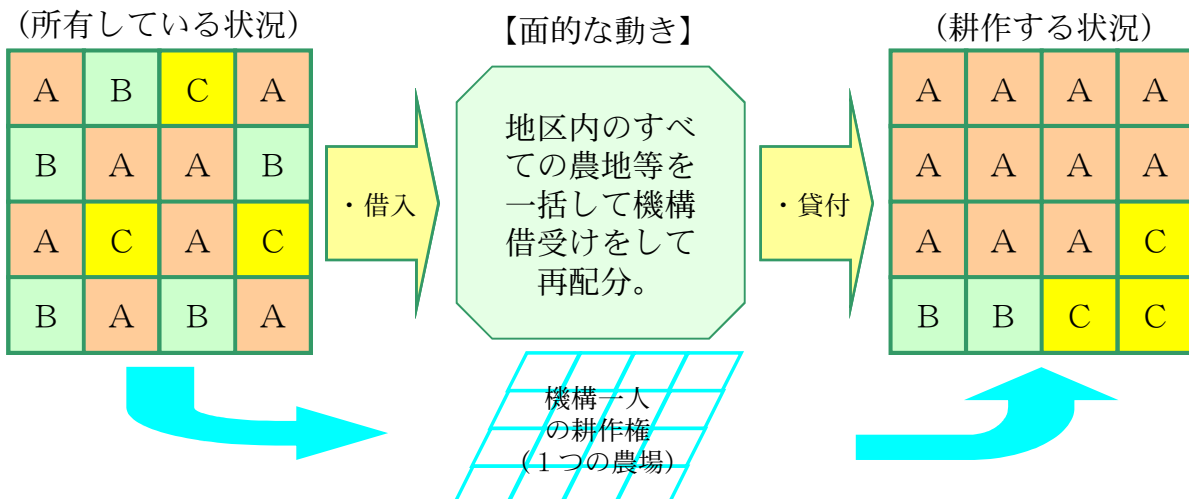 (所有している状況)
A B C A
B A A B
A C A C
B A B A
・借入
【面的な動き】
地区内のすべ
ての農地等を
一括して機構
借受けをして
再配分。
機構一人
の耕作権
(1つの農場)
・貸付
(耕作する状況)
A A A A
A A A A
A A A C
B B C C